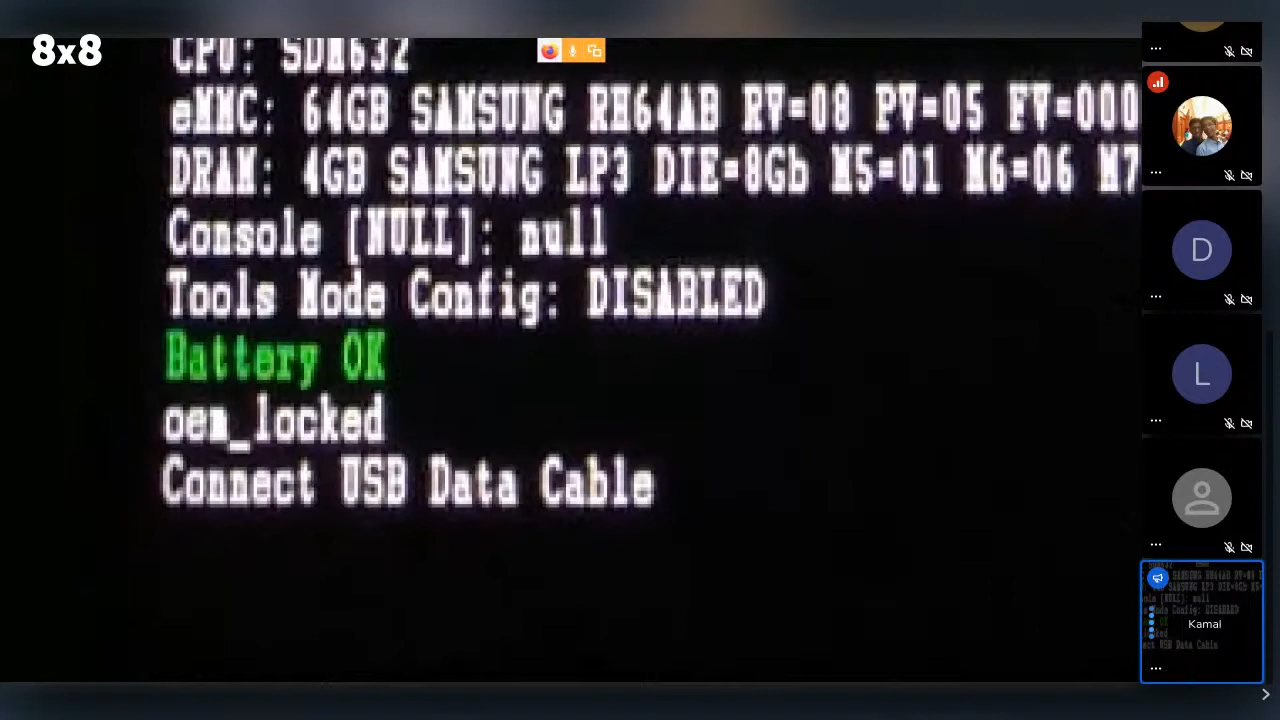 8x8
CPU: SDM632
eMMC: 64GB SAMSUNG RH64AB RV=08 PV=05 FV=000
DRAM: 4GB SAMSUNG LP3 DIE=8Gb M5=01 M6=06 M7
Console [NULL]: null
Tools Mode Config: DISABLED
Battery OK
oem_locked
Connect USB Data Cable
D
L
Kamal